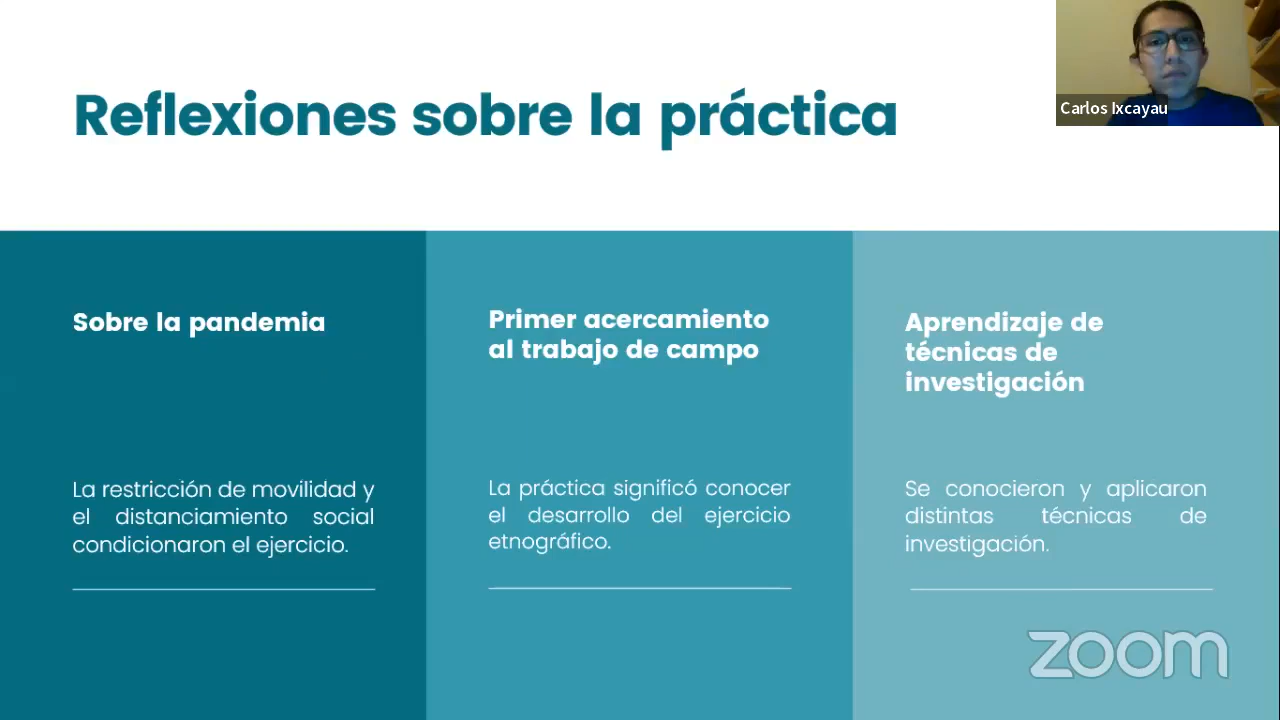 Reflexiones sobre la práctica
Carlos Ixcayau
Sobre la pandemia
La restricción de movilidad y
el distanciamiento social
condicionaron el ejercicio.
Primer acercamiento
al trabajo de campo
La práctica significó conocer
el desarrollo del ejercicio
etnográfico.
Aprendizaje de
técnicas de
investigación
Se conocieron y aplicaron
distintas técnicas de
investigación.
zoom